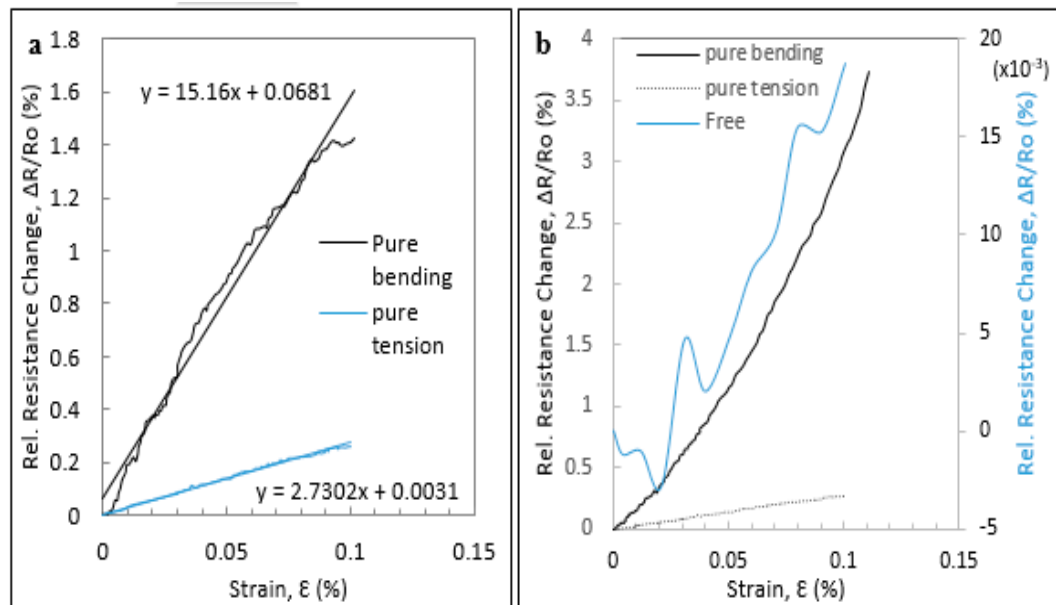 a
Rel. Resistance Change, ΔR/Ro (%)
1.8
1.6
1.4
1.2
1
0.8
0.6
0.4
0.2
0
y = 15.16x + 0.0681
Pure
bending
pure
tension
y = 2.7302x + 0.0031
0
0.05
0.1
0.15
Strain, ℇ (%)
b
Rel. Resistance Change, ΔR/Ro (%)
4
3.5
3
2.5
2
1.5
1
0.5
0
pure bending
pure tension
Free
20
(x10⁻³)
15
10
5
0
-5
Rel. Resistance Change, ΔR/Ro (%)
0
0.05
0.1
0.15
Strain, ℇ (%)